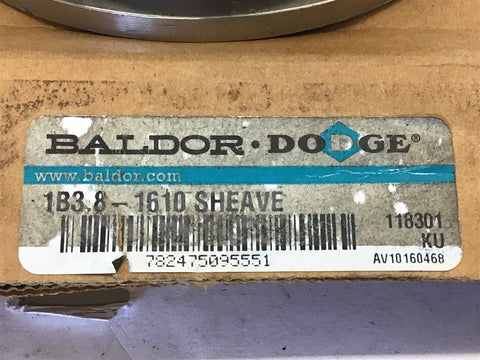 BALDOR · DODGE®
www.baldor.com
1B3.8 - 1610 SHEAVE
118301
KU
782475095551
AV10160468